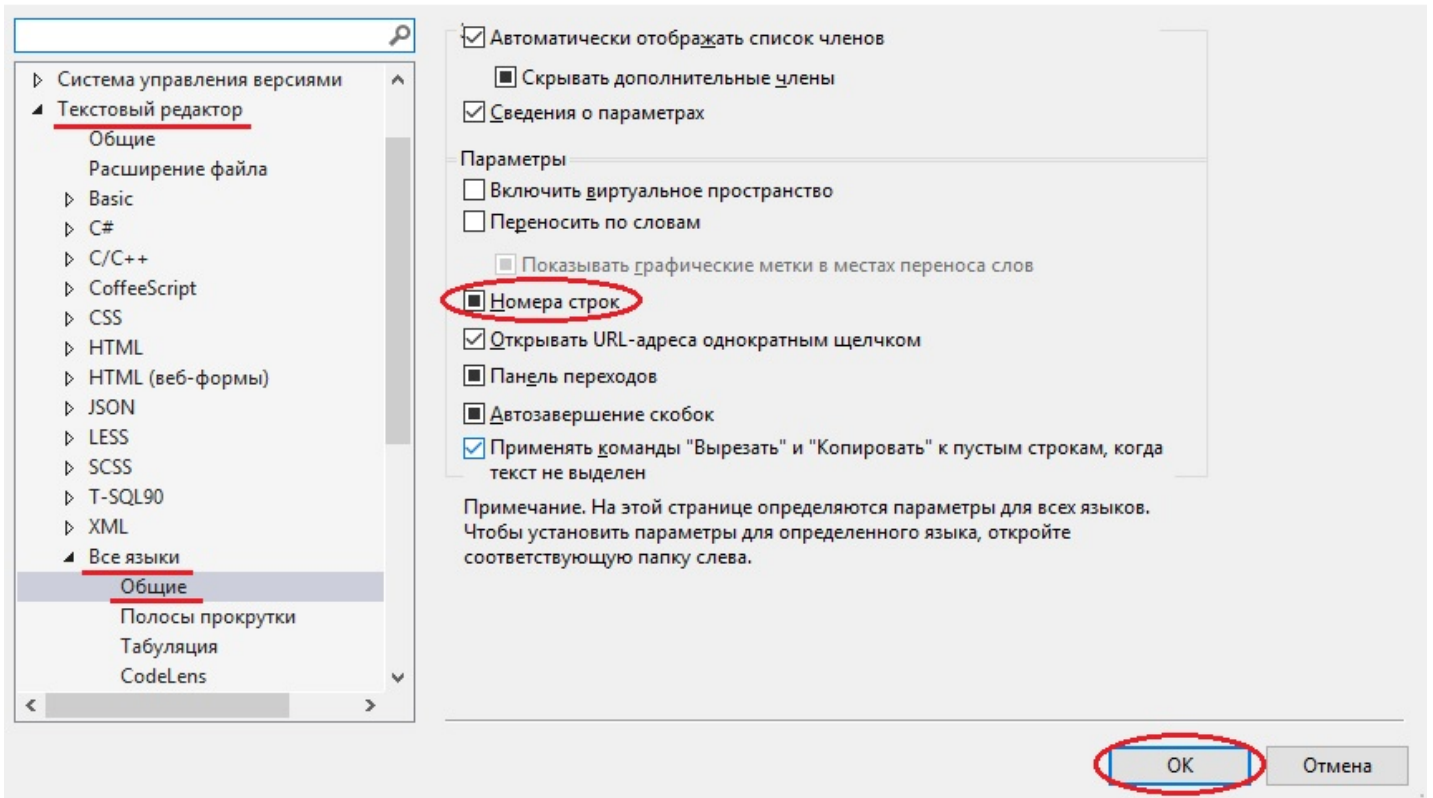 Система управления версиями
Текстовый редактор
Общие
Расширение файла
Basic
C#
C/C++
CoffeeScript
CSS
HTML
HTML (веб-формы)
JSON
LESS
SCSS
T-SQL90
XML
Все языки
Общие
Полосы прокрутки
Табуляция
CodeLens
Автоматически отображать список членов
Скрывать дополнительные члены
Сведения о параметрах
Параметры
Включить виртуальное пространство
Переносить по словам
Показывать графические метки в местах переноса слов
Номера строк
Открывать URL-адреса однократным щелчком
Панель переходов
Автозавершение скобок
Применять команды "Вырезать" и "Копировать" к пустым строкам, когда
текст не выделен
Примечание. На этой странице определяются параметры для всех языков.
Чтобы установить параметры для определенного языка, откройте
соответствующую папку слева.
OK
Отмена